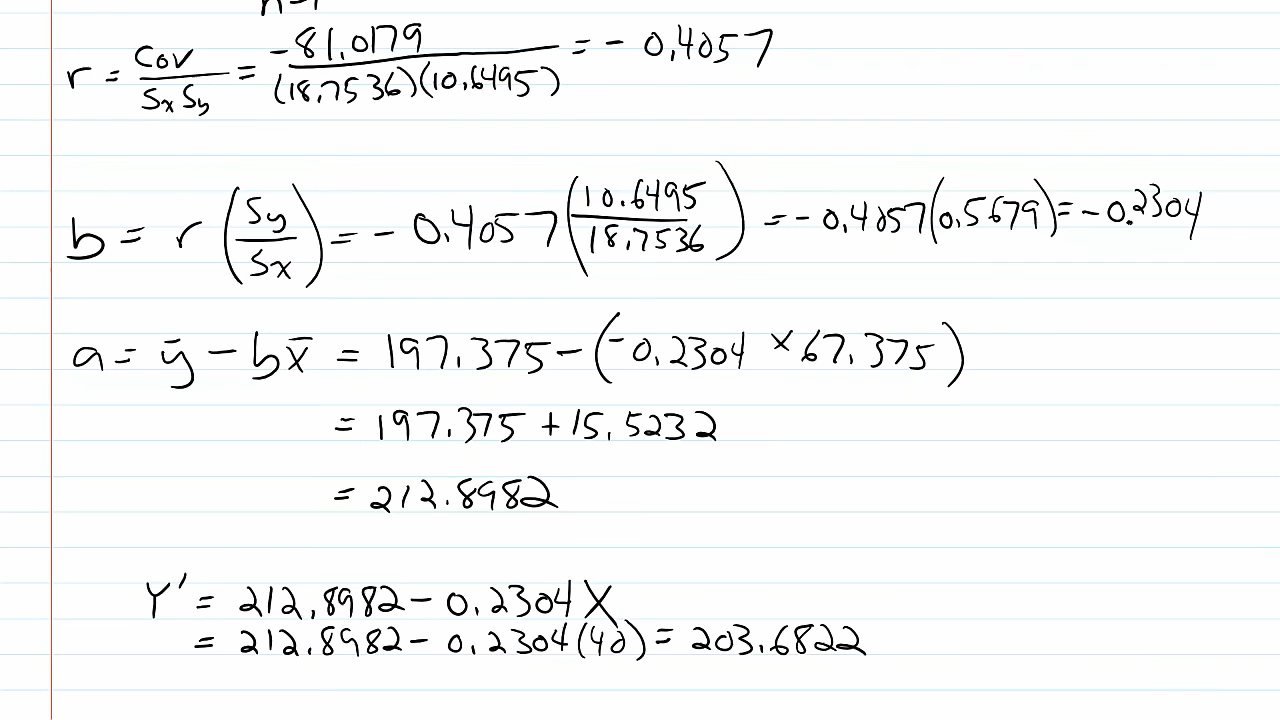 n-1
r = Cov / SxSy = -81.0179 / (18.7536)(10.6495) = - 0.4057
b = r (Sy / Sx) = - 0.4057 (10.6495 / 18.7536) = - 0.4057(0.5679) = - 0.2304
a = ȳ - bx̄ = 197.375 - (-0.2304 × 67.375)
= 197.375 + 15.5232
= 212.8982
Y' = 212.8982 - 0.2304X
= 212.8982 - 0.2304(40) = 203.6822